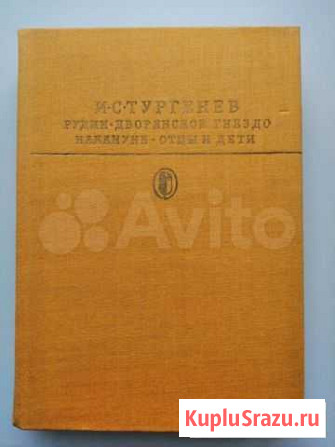 И·С·ТУРГЕНЕВ
РУДИН·ДВОРЯНСКОЕ ГНЕЗДО
НАКАНУНЕ·ОТЦЫ И ДЕТИ
Avito
KupluSrazu.ru